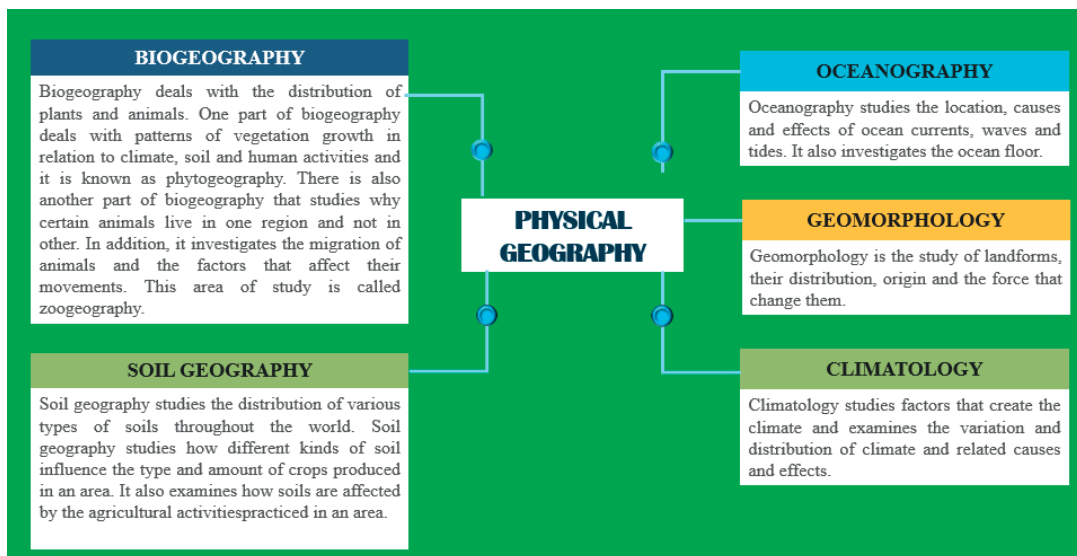 BIOGEOGRAPHY
Biogeography deals with the distribution of
plants and animals. One part of biogeography
deals with patterns of vegetation growth in
relation to climate, soil and human activities and
it is known as phytogeography. There is also
another part of biogeography that studies why
certain animals live in one region and not in
other. In addition, it investigates the migration of
animals and the factors that affect their
movements. This area of study is called
zoogeography.
SOIL GEOGRAPHY
Soil geography studies the distribution of various
types of soils throughout the world. Soil
geography studies how different kinds of soil
influence the type and amount of crops produced
in an area. It also examines how soils are affected
by the agricultural activitiespracticed in an area.
PHYSICAL
GEOGRAPHY
OCEANOGRAPHY
Oceanography studies the location, causes
and effects of ocean currents, waves and
tides. It also investigates the ocean floor.
GEOMORPHOLOGY
Geomorphology is the study of landforms,
their distribution, origin and the force that
change them.
CLIMATOLOGY
Climatology studies factors that create the
climate and examines the variation and
distribution of climate and related causes
and effects.